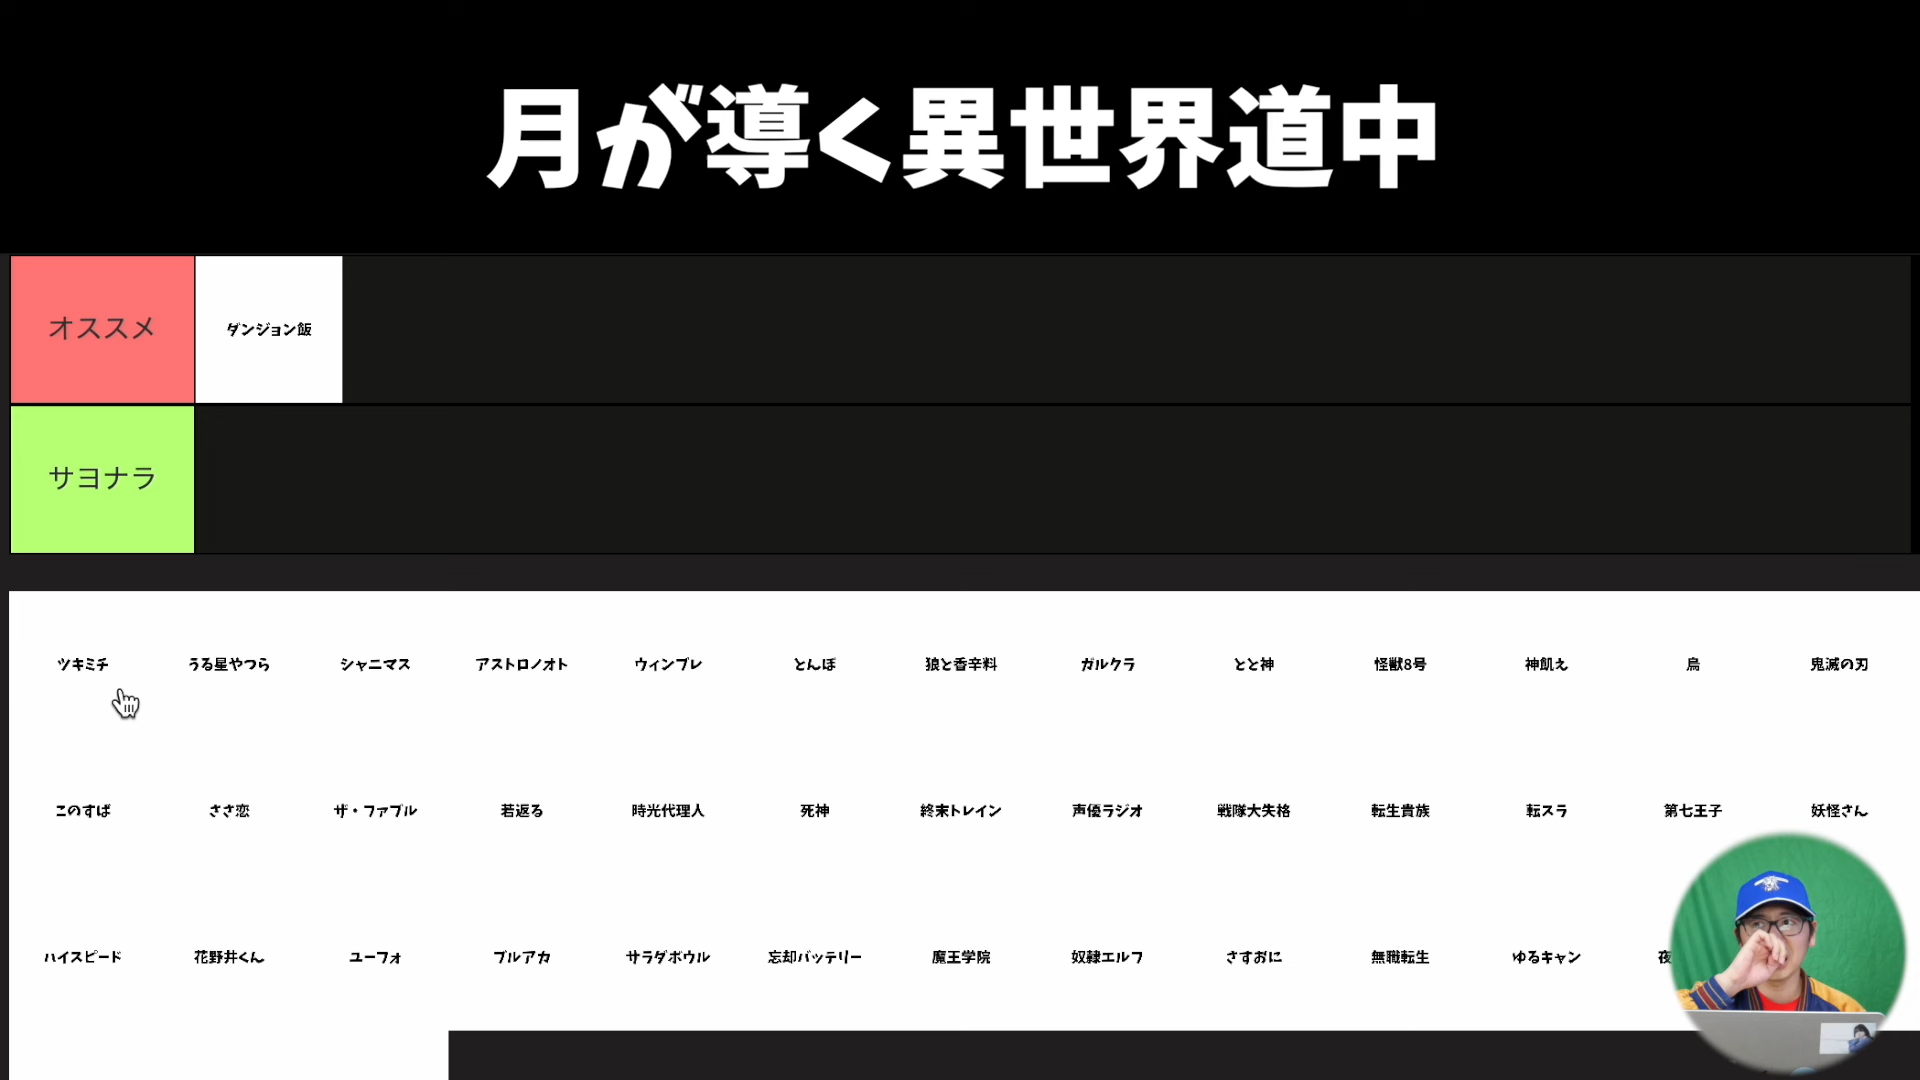 月が導く異世界道中
オススメ
ダンジョン飯
サヨナラ
ツキミチ うる星やつら シャニマス アストロノオト ウィンブレ とんぼ 狼と香辛料 ガルクラ とと神 怪獣8号 神飢え 烏 鬼滅の刃
このすば ささ恋 ザ・ファブル 若返る 時光代理人 死神 終末トレイン 声優ラジオ 戦隊大失格 転生貴族 転スラ 第七王子 妖怪さん
ハイスピード 花野井くん ユーフォ ブルアカ サラダボウル 忘却バッテリー 魔王学院 奴隷エルフ さすおに 無職転生 ゆるキャン 夜